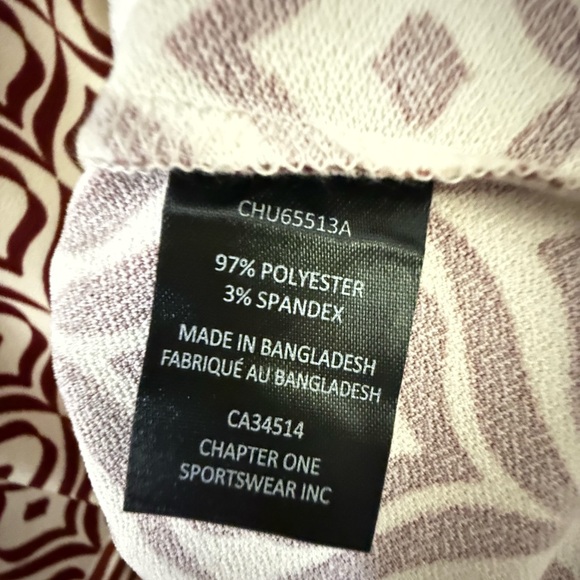 CHU65513A
97% POLYESTER
3% SPANDEX
MADE IN BANGLADESH
FABRIQUÉ AU BANGLADESH
CA34514
CHAPTER ONE
SPORTSWEAR INC